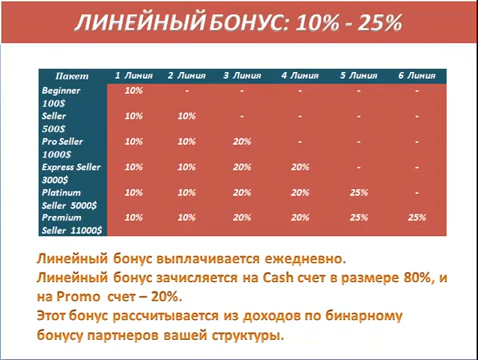 ЛИНЕЙНЫЙ БОНУС: 10% - 25%
Пакет 1 Линия 2 Линия 3 Линия 4 Линия 5 Линия 6 Линия
Beginner 10% - - - - -
100$
Seller 10% 10% - - - -
500$
Pro Seller 10% 10% 20% - - -
1000$
Express Seller 10% 10% 20% 20% - -
3000$
Platinum 10% 10% 20% 20% 25% -
Seller 5000$
Premium 10% 10% 20% 20% 25% 25%
Seller 11000$
Линейный бонус выплачивается ежедневно.
Линейный бонус зачисляется на Cash счет в размере 80%, и
на Promo счет – 20%.
Этот бонус рассчитывается из доходов по бинарному
бонусу партнеров вашей структуры.